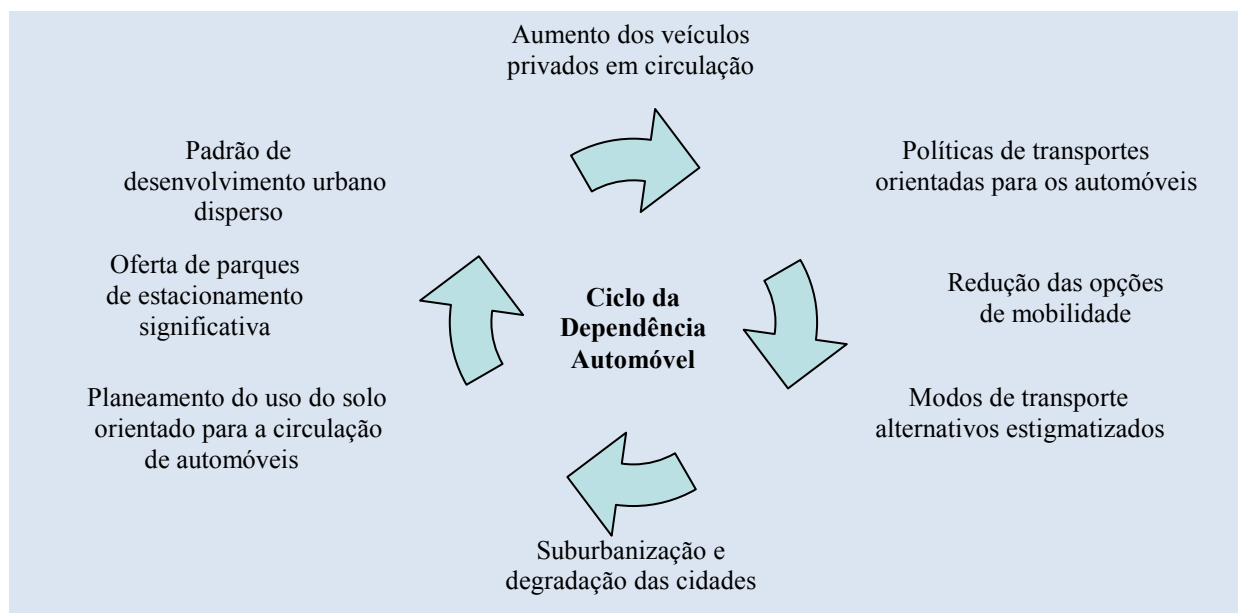 Aumento dos veículos
privados em circulação
Políticas de transportes
orientadas para os automóveis
Redução das opções
de mobilidade
Modos de transporte
alternativos estigmatizados
Suburbanização e
degradação das cidades
Planeamento do uso do solo
orientado para a circulação
de automóveis
Oferta de parques
de estacionamento
significativa
Padrão de
desenvolvimento urbano
disperso
Ciclo da
Dependência
Automóvel